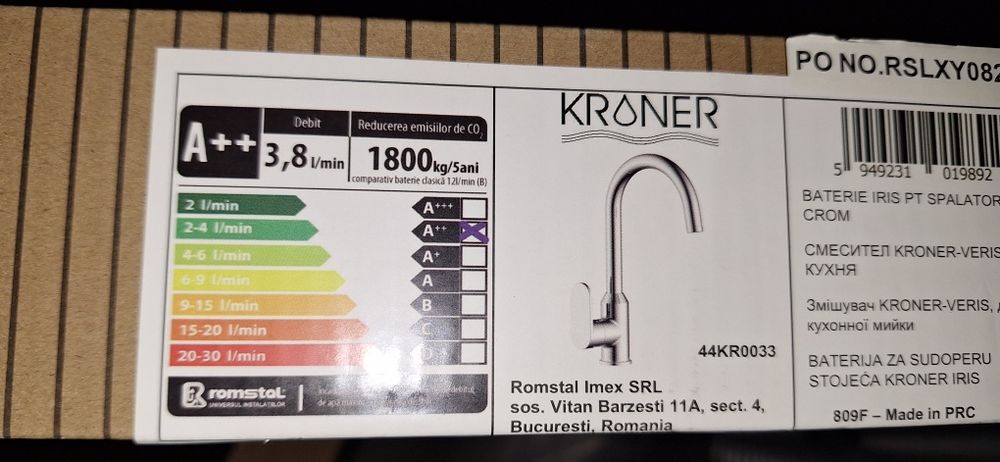 PO NO.RSLXY082
A++
Debit
3,8 l/min
Reducerea emisiilor de CO2
1800kg/5ani
comparativ baterie clasică 12l/min (B)
2 l/min A+++
2-4 l/min A++
4-6 l/min A+
6-9 l/min A
9-15 l/min B
15-20 l/min C
20-30 l/min D
romstal
UNIVERSUL INSTALAȚIILOR
KRONER
44KR0033
Romstal Imex SRL
sos. Vitan Barzesti 11A, sect. 4,
Bucuresti, Romania
5 949231 019892
BATERIE IRIS PT SPALATOR
CROM
СМЕСИТЕЛ KRONER-VERIS
КУХНЯ
Змішувач KRONER-VERIS,
кухонної мийки
BATERIJA ZA SUDOPERU
STOJEĆA KRONER IRIS
809F – Made in PRC